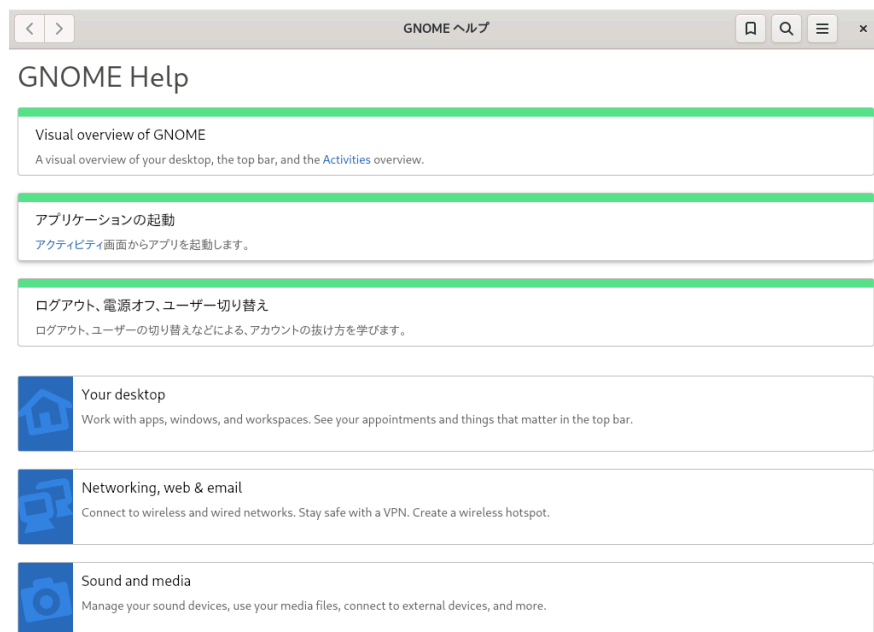 GNOME ヘルプ
GNOME Help
Visual overview of GNOME
A visual overview of your desktop, the top bar, and the Activities overview.
アプリケーションの起動
アクティビティ画面からアプリを起動します。
ログアウト、電源オフ、ユーザー切り替え
ログアウト、ユーザーの切り替えなどによる、アカウントの抜け方を学びます。
Your desktop
Work with apps, windows, and workspaces. See your appointments and things that matter in the top bar.
Networking, web & email
Connect to wireless and wired networks. Stay safe with a VPN. Create a wireless hotspot.
Sound and media
Manage your sound devices, use your media files, connect to external devices, and more.